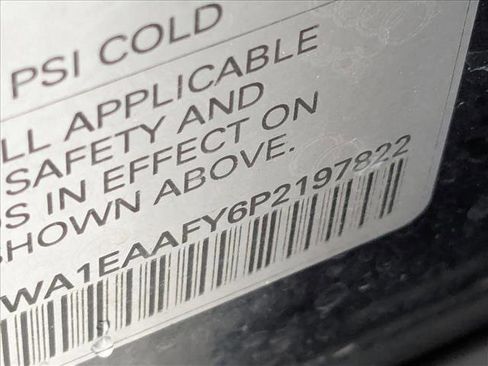 PSI COLD
LL APPLICABLE
SAFETY AND
S IN EFFECT ON
SHOWN ABOVE.
WA1EAAFY6P2197822